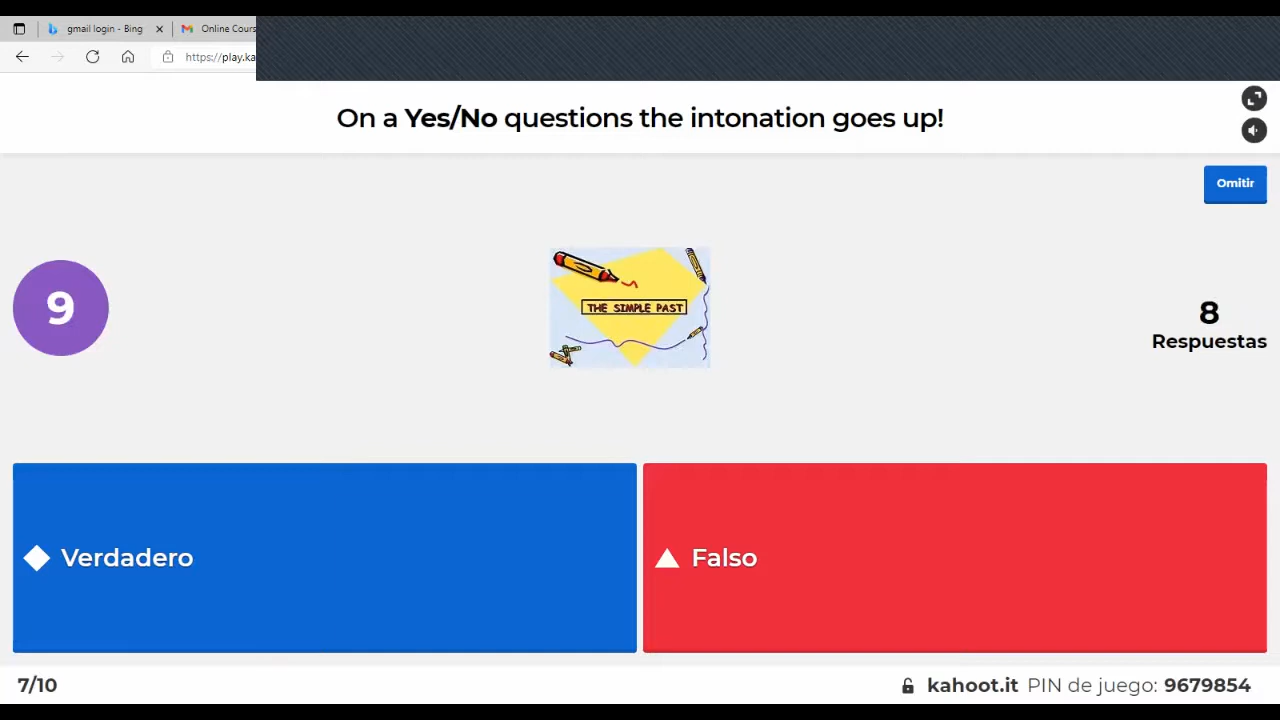 gmail login - Bing
Online Cours
https://play.ka
On a Yes/No questions the intonation goes up!
Omitir
9
THE SIMPLE PAST
8
Respuestas
Verdadero
Falso
7/10
kahoot.it PIN de juego: 9679854